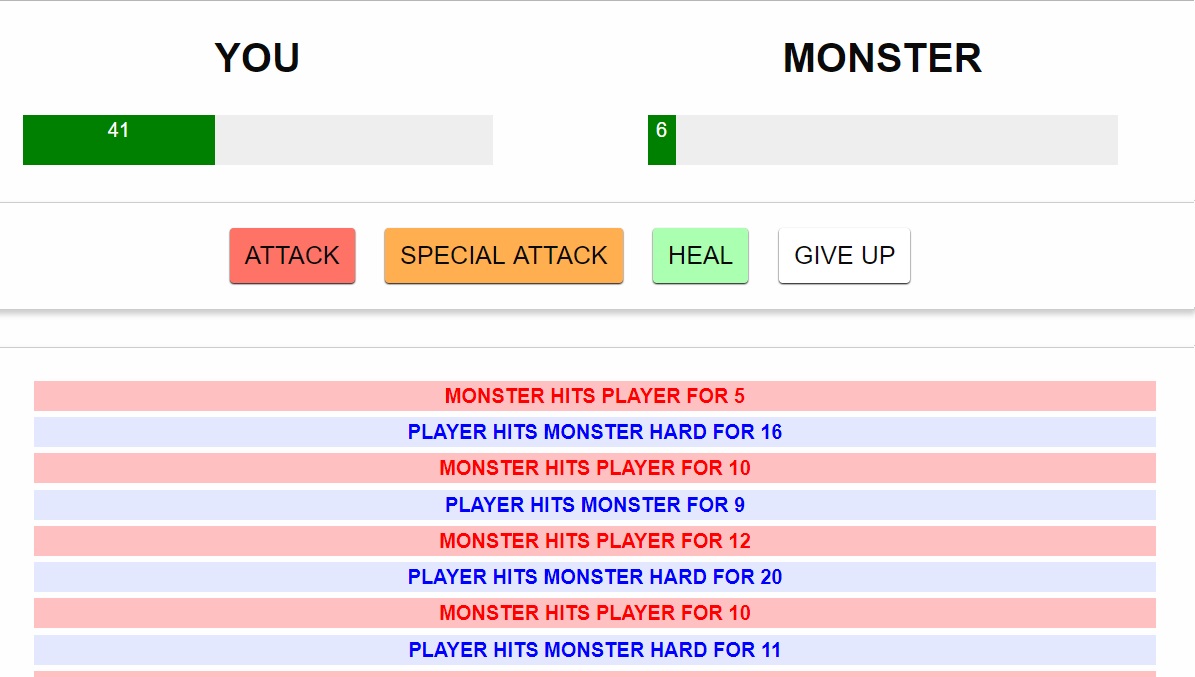 YOU
MONSTER
41
6
ATTACK
SPECIAL ATTACK
HEAL
GIVE UP
MONSTER HITS PLAYER FOR 5
PLAYER HITS MONSTER HARD FOR 16
MONSTER HITS PLAYER FOR 10
PLAYER HITS MONSTER FOR 9
MONSTER HITS PLAYER FOR 12
PLAYER HITS MONSTER HARD FOR 20
MONSTER HITS PLAYER FOR 10
PLAYER HITS MONSTER HARD FOR 11